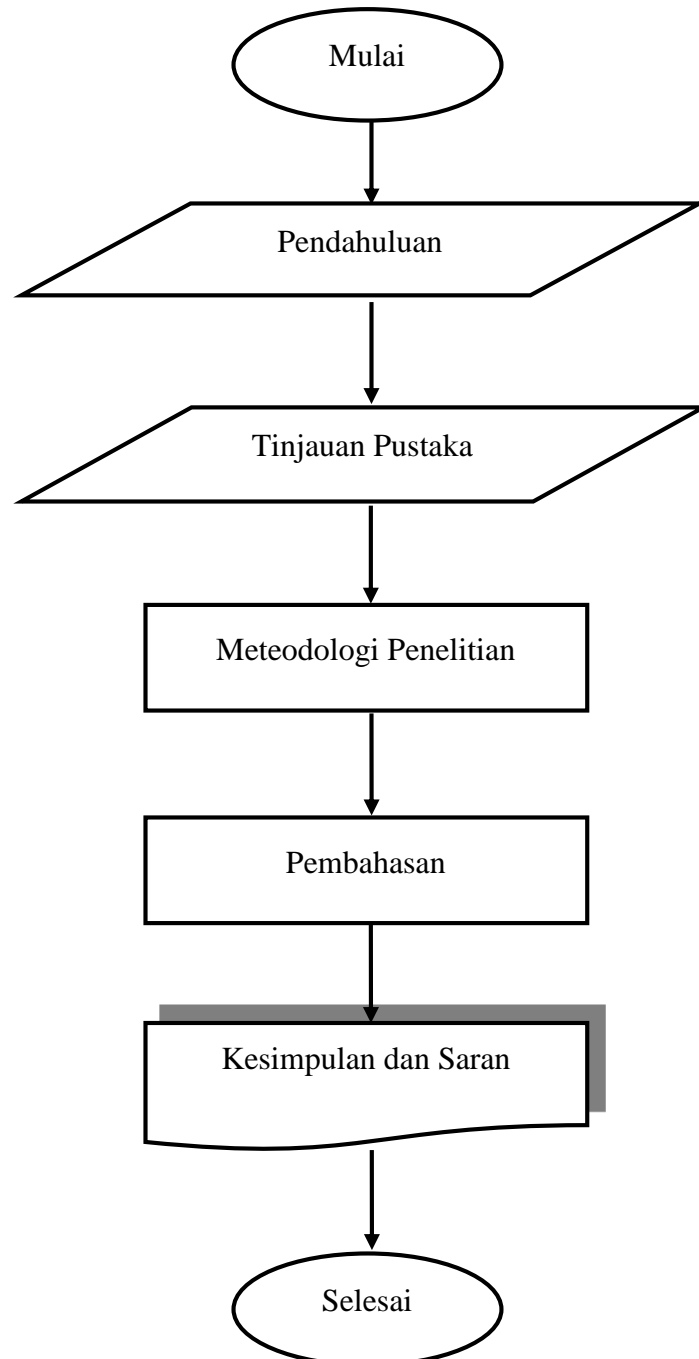 Mulai
Pendahuluan
Tinjauan Pustaka
Meteodologi Penelitian
Pembahasan
Kesimpulan dan Saran
Selesai